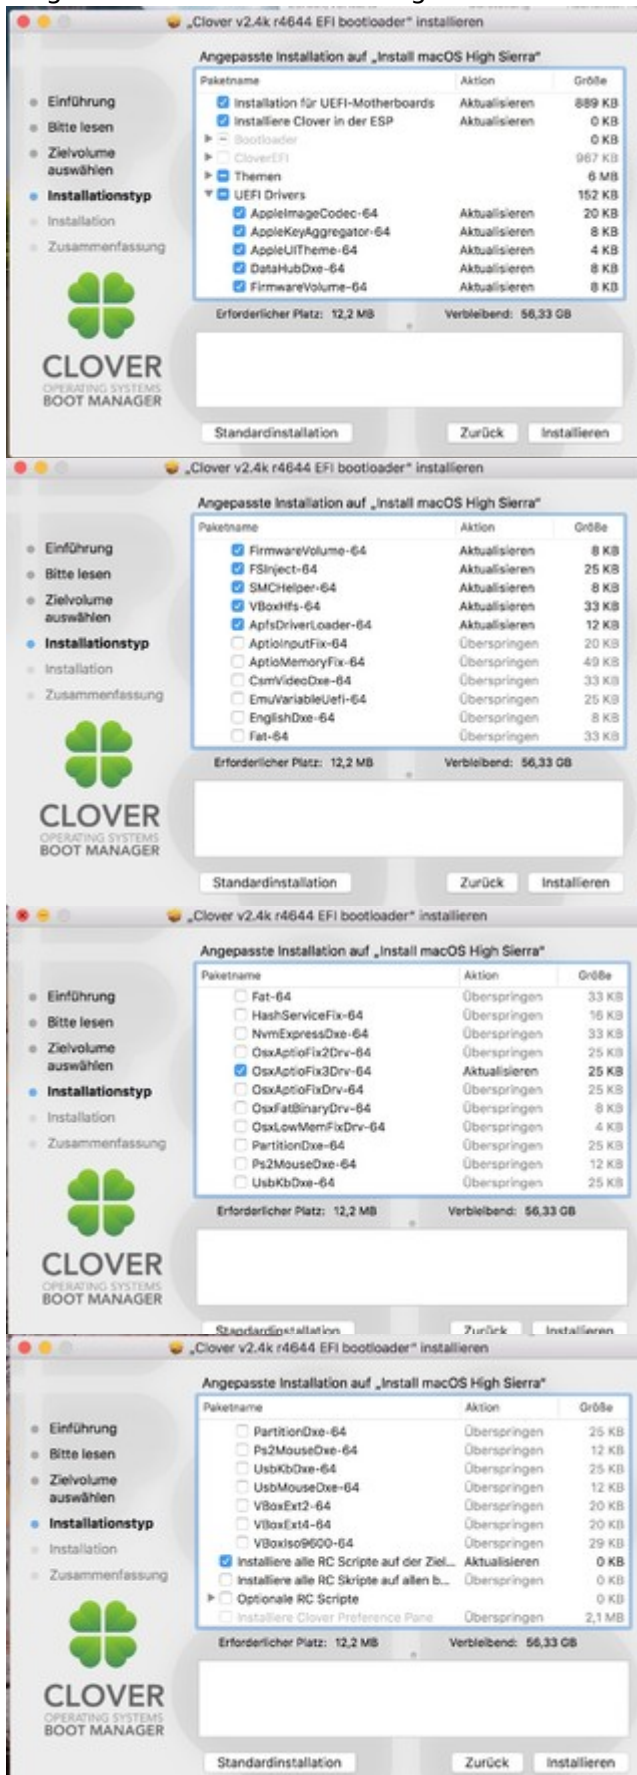 „Clover v2.4k r4644 EFI bootloader" installieren
Angepasste Installation auf „Install macOS High Sierra"
Paketname Aktion Größe
Einführung
Bitte lesen
Zielvolume
auswählen
Installationstyp
Installation
Zusammenfassung
Installation für UEFI-Motherboards Aktualisieren 889 KB
Installiere Clover in der ESP Aktualisieren 0 KB
Bootloader 0 KB
CloverEFI 967 KB
Themen 6 MB
UEFI Drivers 152 KB
AppleImageCodec-64 Aktualisieren 20 KB
AppleKeyAggregator-64 Aktualisieren 8 KB
AppleUITheme-64 Aktualisieren 4 KB
DataHubDxe-64 Aktualisieren 8 KB
FirmwareVolume-64 Aktualisieren 8 KB
Erforderlicher Platz: 12,2 MB Verbleibend: 56,33 GB
CLOVER
OPERATING SYSTEMS
BOOT MANAGER
Standardinstallation Zurück Installieren
„Clover v2.4k r4644 EFI bootloader" installieren
Angepasste Installation auf „Install macOS High Sierra"
Paketname Aktion Größe
Einführung
Bitte lesen
Zielvolume
auswählen
Installationstyp
Installation
Zusammenfassung
FirmwareVolume-64 Aktualisieren 8 KB
FSInject-64 Aktualisieren 25 KB
SMCHelper-64 Aktualisieren 8 KB
VBoxHfs-64 Aktualisieren 33 KB
ApfsDriverLoader-64 Aktualisieren 12 KB
AptioInputFix-64 Überspringen 20 KB
AptioMemoryFix-64 Überspringen 49 KB
CsmVideoDxe-64 Überspringen 33 KB
EmuVariableUefi-64 Überspringen 25 KB
EnglishDxe-64 Überspringen 8 KB
Fat-64 Überspringen 33 KB
Erforderlicher Platz: 12,2 MB Verbleibend: 56,33 GB
CLOVER
OPERATING SYSTEMS
BOOT MANAGER
Standardinstallation Zurück Installieren
„Clover v2.4k r4644 EFI bootloader" installieren
Angepasste Installation auf „Install macOS High Sierra"
Paketname Aktion Größe
Einführung
Bitte lesen
Zielvolume
auswählen
Installationstyp
Installation
Zusammenfassung
Fat-64 Überspringen 33 KB
HashServiceFix-64 Überspringen 16 KB
NvmExpressDxe-64 Überspringen 33 KB
OsxAptioFix2Drv-64 Überspringen 25 KB
OsxAptioFix3Drv-64 Aktualisieren 25 KB
OsxAptioFixDrv-64 Überspringen 25 KB
OsxFatBinaryDrv-64 Überspringen 8 KB
OsxLowMemFixDrv-64 Überspringen 4 KB
PartitionDxe-64 Überspringen 25 KB
Ps2MouseDxe-64 Überspringen 12 KB
UsbKbDxe-64 Überspringen 25 KB
Erforderlicher Platz: 12,2 MB Verbleibend: 56,33 GB
CLOVER
OPERATING SYSTEMS
BOOT MANAGER
Standardinstallation Zurück Installieren
„Clover v2.4k r4644 EFI bootloader" installieren
Angepasste Installation auf „Install macOS High Sierra"
Paketname Aktion Größe
Einführung
Bitte lesen
Zielvolume
auswählen
Installationstyp
Installation
Zusammenfassung
PartitionDxe-64 Überspringen 25 KB
Ps2MouseDxe-64 Überspringen 12 KB
UsbKbDxe-64 Überspringen 25 KB
UsbMouseDxe-64 Überspringen 12 KB
VBoxExt2-64 Überspringen 20 KB
VBoxExt4-64 Überspringen 20 KB
VBoxIso9600-64 Überspringen 29 KB
Installiere alle RC Scripte auf der Ziel... Aktualisieren 0 KB
Installiere alle RC Skripte auf allen b... Überspringen 0 KB
Optionale RC Scripte 0 KB
Installiere Clover Preference Pane Überspringen 2,1 MB
Erforderlicher Platz: 12,2 MB Verbleibend: 56,33 GB
CLOVER
OPERATING SYSTEMS
BOOT MANAGER
Standardinstallation Zurück Installieren